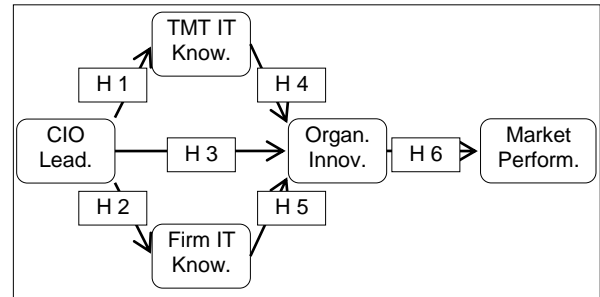 TMT IT
Know.
H 1
H 4
CIO
Lead.
H 3
Organ.
Innov.
H 6
Market
Perform.
H 2
H 5
Firm IT
Know.